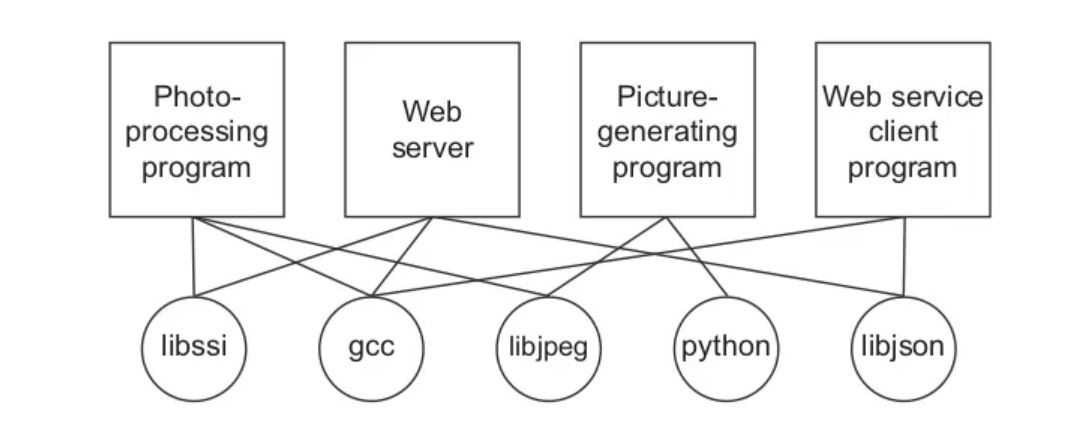 Photo-
processing
program
Web
server
Picture-
generating
program
Web service
client
program
libssi
gcc
libjpeg
python
libjson